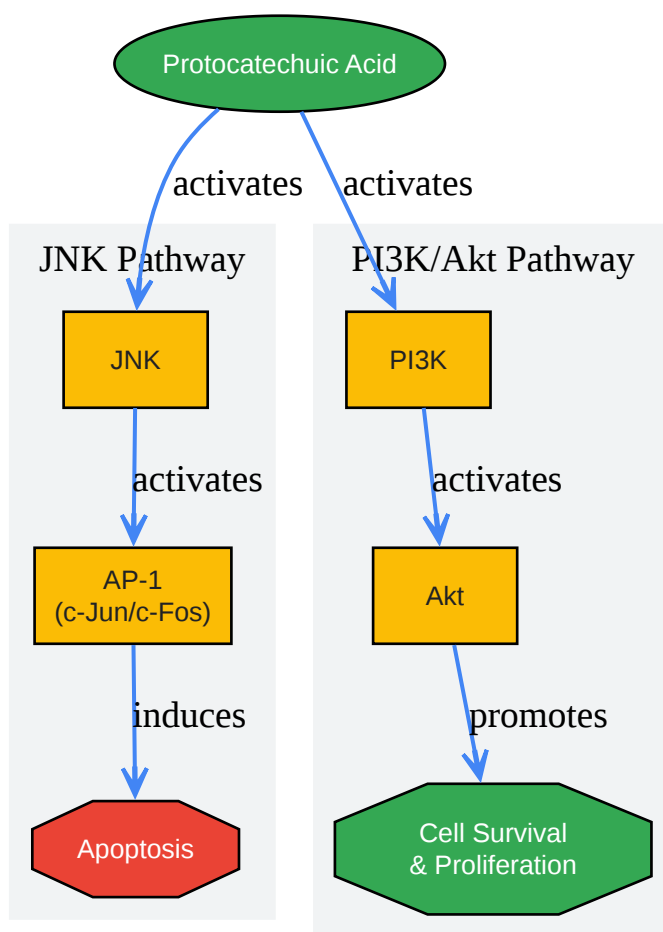 Protocatechuic Acid
activates
activates
JNK Pathway
PI3K/Akt Pathway
JNK
PI3K
activates
activates
AP-1
(c-Jun/c-Fos)
Akt
induces
promotes
Apoptosis
Cell Survival
& Proliferation